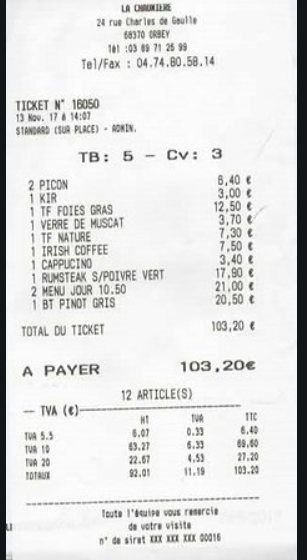 LA CHAUMIERE
24 rue Charles de Gaulle
68370 ORBEY
tél :03 89 71 25 99
Tel/Fax : 04.74.80.58.14
TICKET N° 16050
13 Nov. 17 à 14:07
STANDARD (SUR PLACE) - ADMIN.
TB: 5 - Cv: 3
2 PICON 8,40 €
1 KIR 3,00 €
1 TF FOIES GRAS 12,50 €
1 VERRE DE MUSCAT 3,70 €
1 TF NATURE 7,30 €
1 IRISH COFFEE 7,50 €
1 CAPPUCINO 3,40 €
1 RUMSTEAK S/POIVRE VERT 17,90 €
2 MENU JOUR 10.50 21,00 €
1 BT PINOT GRIS 20,50 €
TOTAL DU TICKET 103,20 €
A PAYER 103,20€
12 ARTICLE(S)
— TVA (€)
HT TVA TTC
TVA 5.5 6.07 0.33 6.40
TVA 10 63.27 6.33 69.60
TVA 20 22.67 4.53 27.20
TOTAUX 92.01 11.19 103.20
Toute l'équipe vous remercie
de votre visite
n° de siret XXX XXX XXX 00016